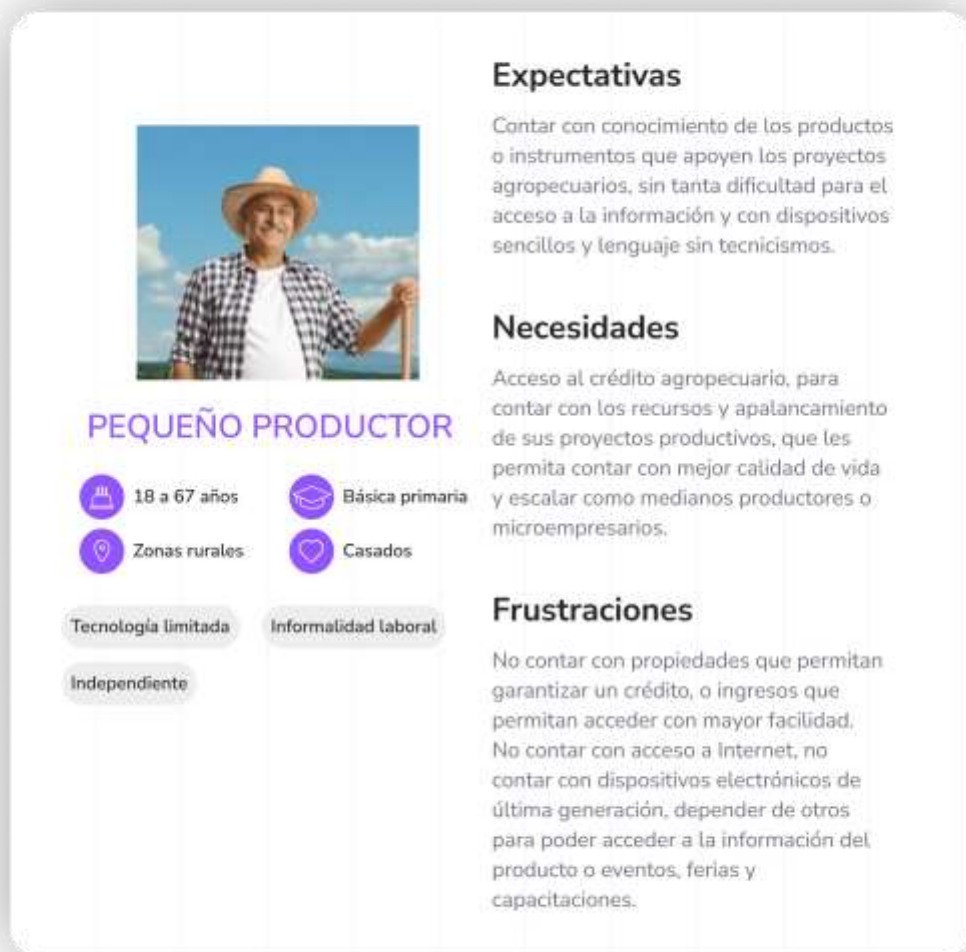 PEQUEÑO PRODUCTOR
18 a 67 años
Básica primaria
Zonas rurales
Casados
Tecnología limitada
Informalidad laboral
Independiente
Expectativas
Contar con conocimiento de los productos
o instrumentos que apoyen los proyectos
agropecuarios, sin tanta dificultad para el
acceso a la información y con dispositivos
sencillos y lenguaje sin tecnicismos.
Necesidades
Acceso al crédito agropecuario, para
contar con los recursos y apalancamiento
de sus proyectos productivos, que les
permita contar con mejor calidad de vida
y escalar como medianos productores o
microempresarios.
Frustraciones
No contar con propiedades que permitan
garantizar un crédito, o ingresos que
permitan acceder con mayor facilidad.
No contar con acceso a Internet, no
contar con dispositivos electrónicos de
última generación, depender de otros
para poder acceder a la información del
producto o eventos, ferias y
capacitaciones.